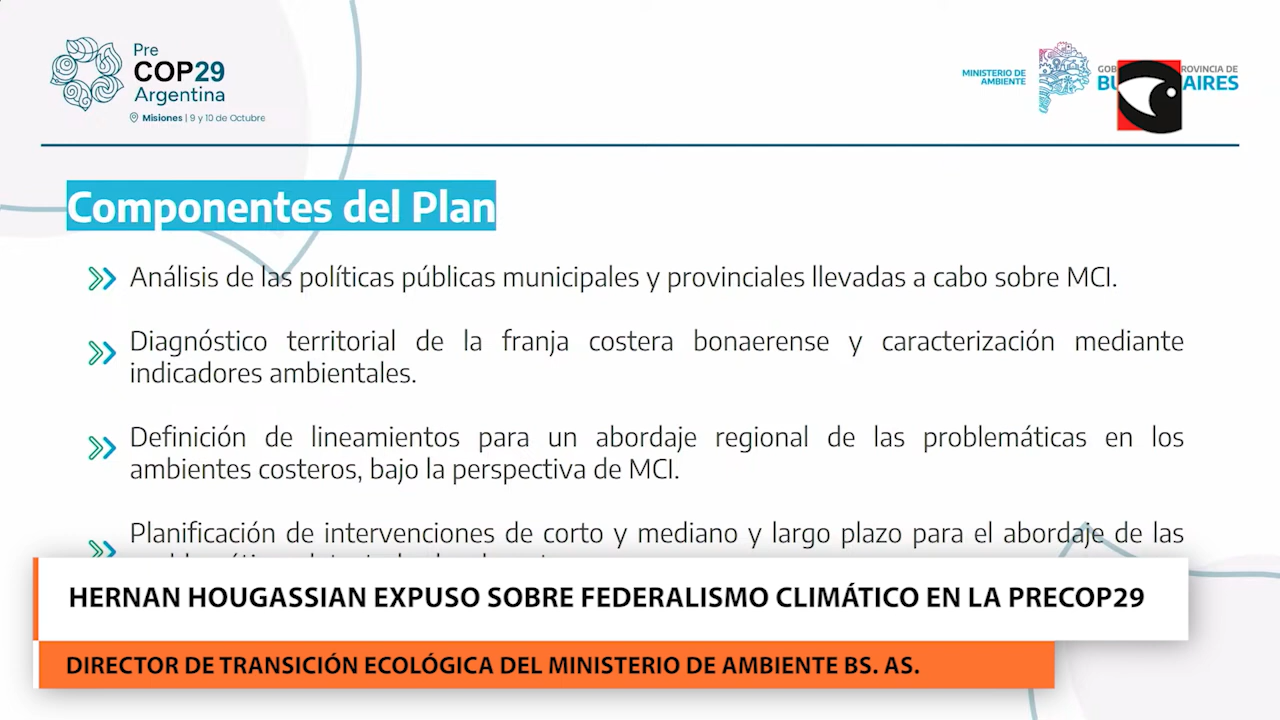 Pre
COP29
Argentina
Misiones | 9 y 10 de Octubre
MINISTERIO DE
AMBIENTE
PROVINCIA DE
AIRES
Componentes del Plan
Análisis de las políticas públicas municipales y provinciales llevadas a cabo sobre MCI.
Diagnóstico territorial de la franja costera bonaerense y caracterización mediante
indicadores ambientales.
Definición de lineamientos para un abordaje regional de las problemáticas en los
ambientes costeros, bajo la perspectiva de MCI.
Planificación de intervenciones de corto y mediano y largo plazo para el abordaje de las
HERNAN HOUGASSIAN EXPUSO SOBRE FEDERALISMO CLIMÁTICO EN LA PRECOP29
DIRECTOR DE TRANSICIÓN ECOLÓGICA DEL MINISTERIO DE AMBIENTE BS. AS.